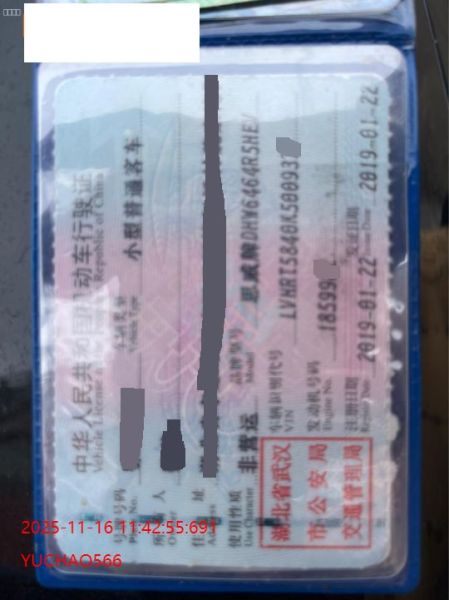 中华人民共和国机动车行驶证
Vehicle License of the People's Republic of China
号牌号码
Plate No.
车辆类型
Vehicle Type
小型普通客车
所有人
Owner
住址
Address
使用性质
Use Character
非营运
品牌型号
Model
思威牌DHW6464R5HE
湖北省武汉
市公安局
交通管理局
车辆识别代号
VIN
LVHRT5840K50093
发动机号码
Engine No.
18599
注册日期
Register Date
2019-01-22
发证日期
Issue Date
2019-01-22
2025-11-16 11:42:55:691
YUCHAO566